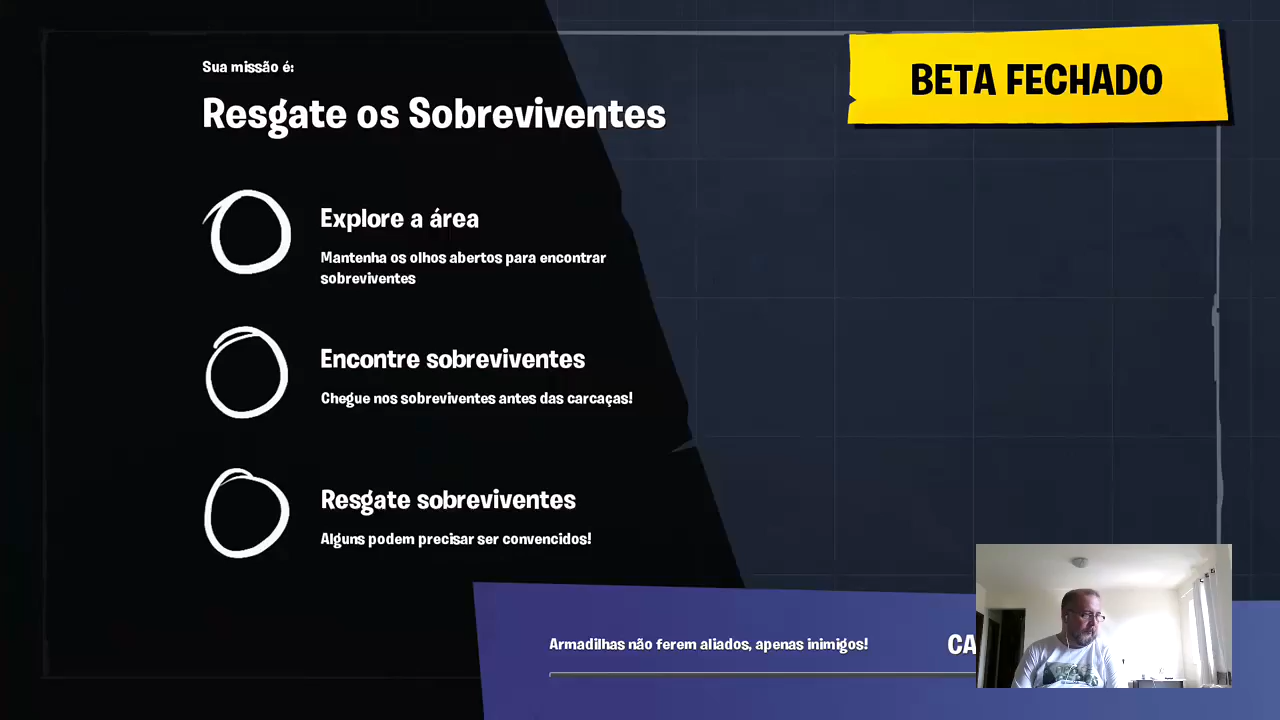 Sua missão é:
Resgate os Sobreviventes
BETA FECHADO
Explore a área
Mantenha os olhos abertos para encontrar
sobreviventes
Encontre sobreviventes
Chegue nos sobreviventes antes das carcaças!
Resgate sobreviventes
Alguns podem precisar ser convencidos!
Armadilhas não ferem aliados, apenas inimigos!
CA